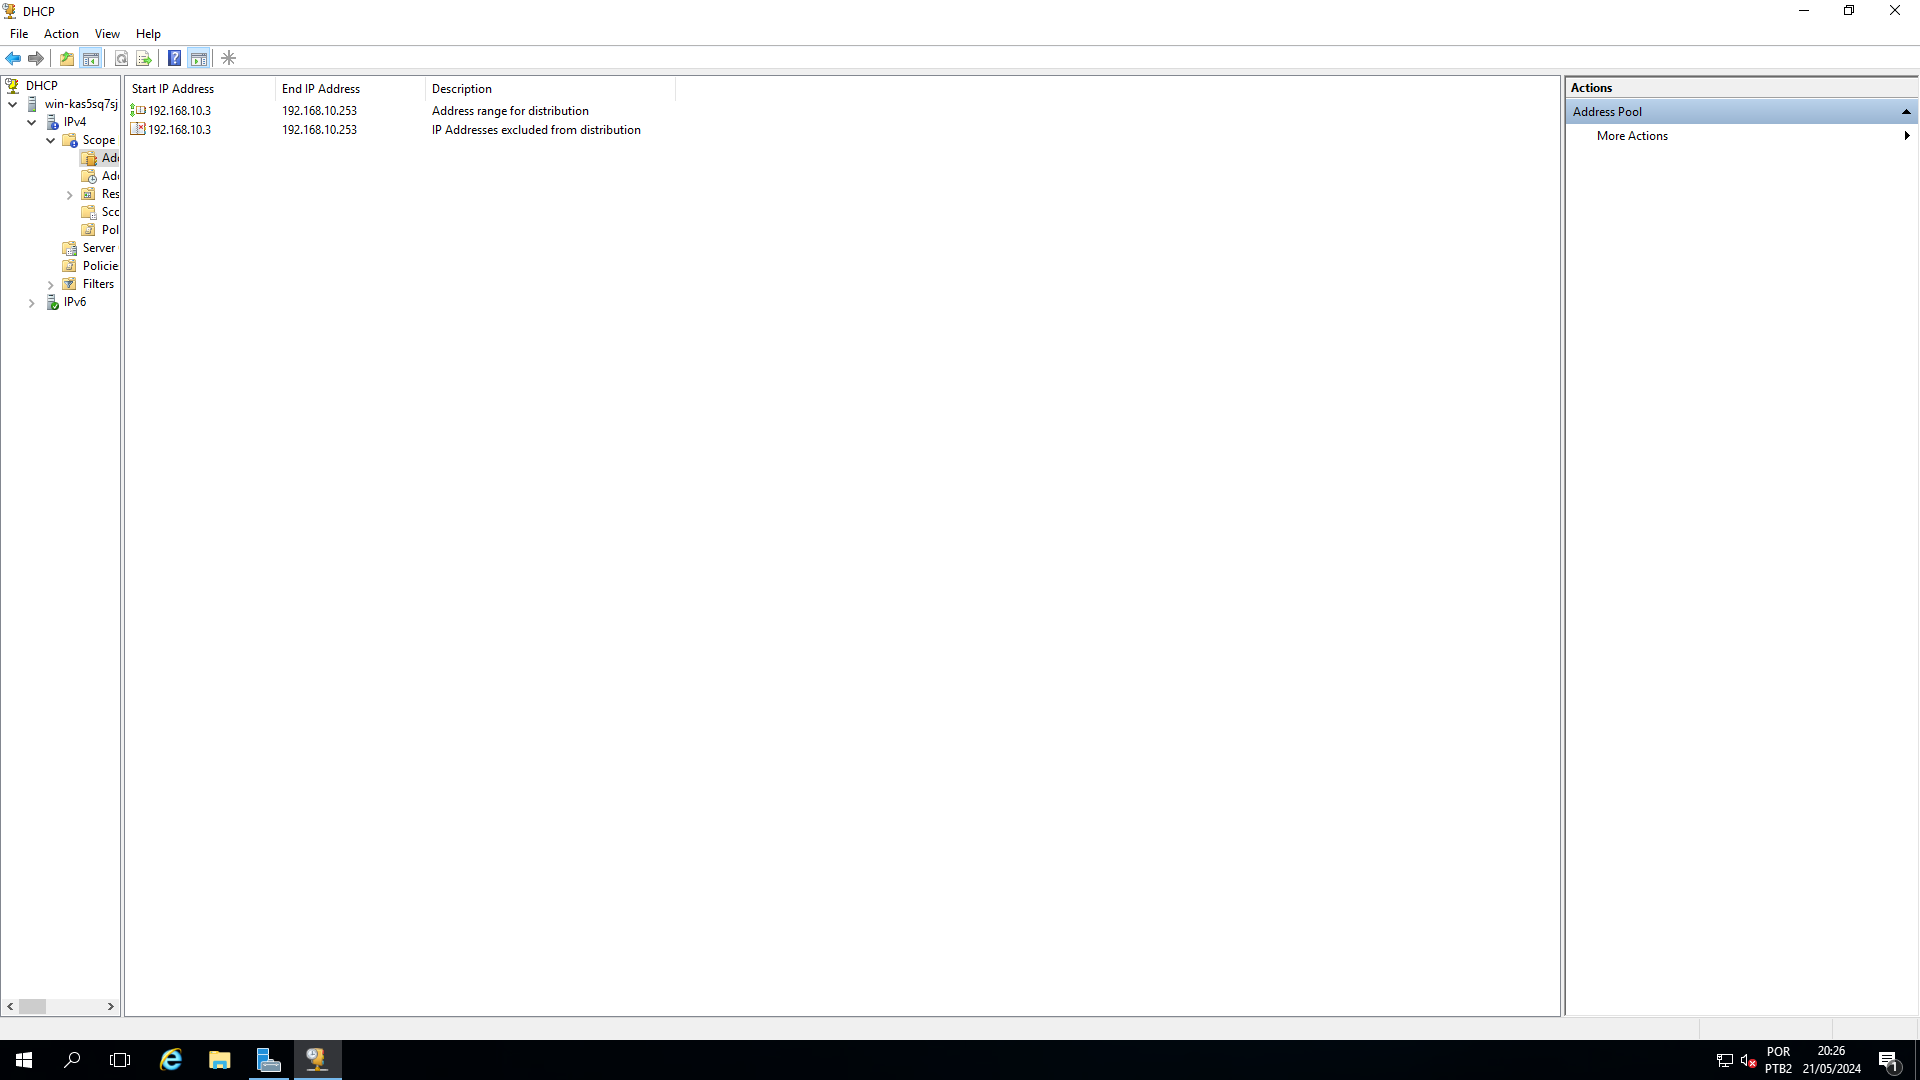 DHCP
File Action View Help
DHCP
win-kas5sq7sj
IPv4
Scope
Add
Add
Res
Sco
Pol
Server
Policie
Filters
IPv6
Start IP Address End IP Address Description
192.168.10.3 192.168.10.253 Address range for distribution
192.168.10.3 192.168.10.253 IP Addresses excluded from distribution
Actions
Address Pool
More Actions
POR
PTB2
20:26
21/05/2024
1